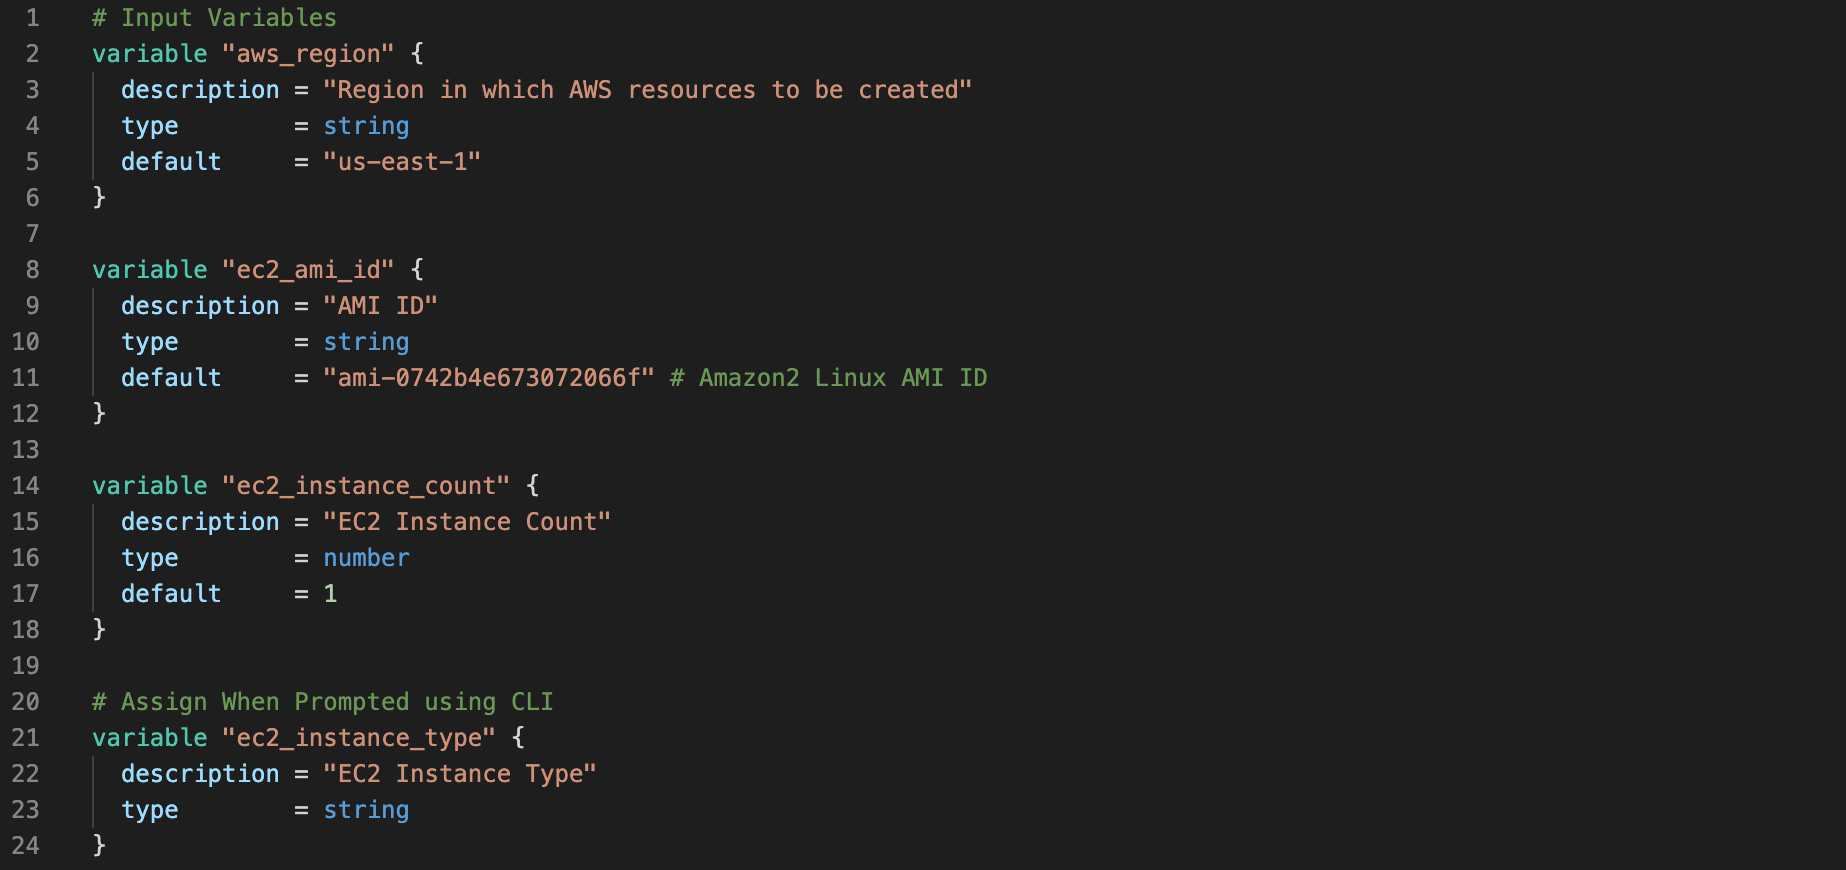 1 # Input Variables
2 variable "aws_region" {
3   description = "Region in which AWS resources to be created"
4   type        = string
5   default     = "us-east-1"
6 }
7
8 variable "ec2_ami_id" {
9   description = "AMI ID"
10   type        = string
11   default     = "ami-0742b4e673072066f" # Amazon2 Linux AMI ID
12 }
13
14 variable "ec2_instance_count" {
15   description = "EC2 Instance Count"
16   type        = number
17   default     = 1
18 }
19
20 # Assign When Prompted using CLI
21 variable "ec2_instance_type" {
22   description = "EC2 Instance Type"
23   type        = string
24 }